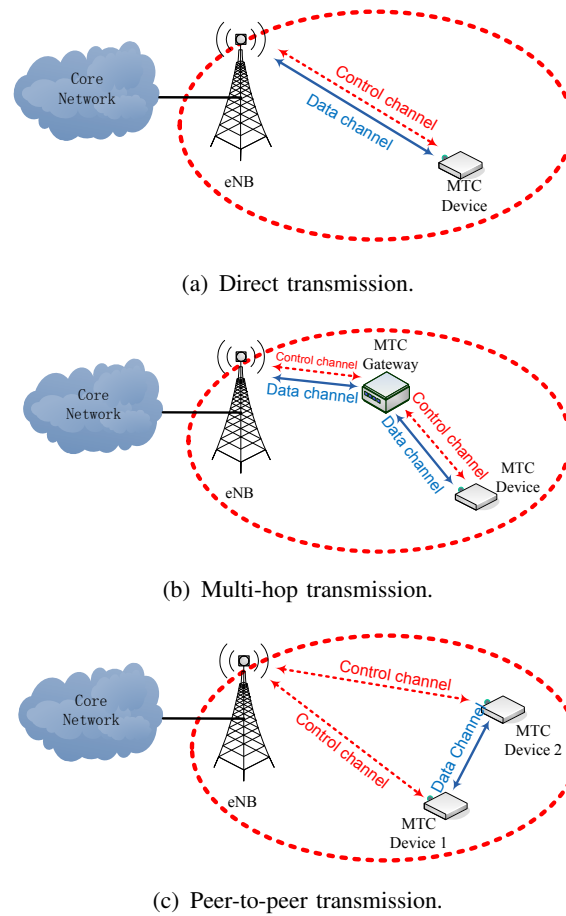 Core
Network
eNB
Control channel
Data channel
MTC
Device
(a) Direct transmission.
Core
Network
eNB
Control channel
Data channel
MTC
Gateway
Control channel
Data channel
MTC
Device
(b) Multi-hop transmission.
Core
Network
eNB
Control channel
Control channel
Data Channel
MTC
Device 2
MTC
Device 1
(c) Peer-to-peer transmission.